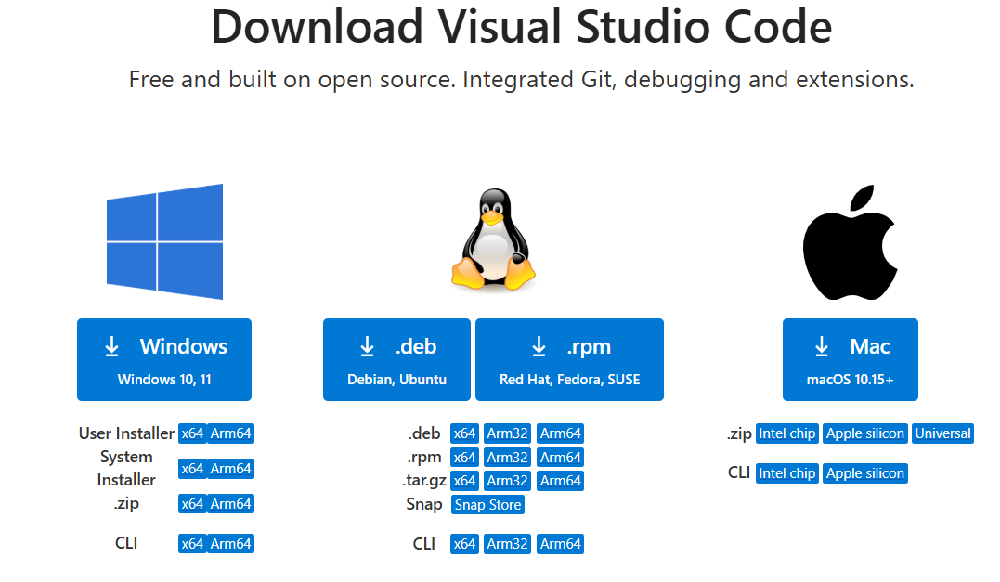 Download Visual Studio Code
Free and built on open source. Integrated Git, debugging and extensions.
Windows
Windows 10, 11
User Installer x64 Arm64
System
Installer x64 Arm64
.zip x64 Arm64
CLI x64 Arm64
.deb
Debian, Ubuntu
.rpm
Red Hat, Fedora, SUSE
.deb x64 Arm32 Arm64
.rpm x64 Arm32 Arm64
.tar.gz x64 Arm32 Arm64
Snap Snap Store
CLI x64 Arm32 Arm64
Mac
macOS 10.15+
.zip Intel chip Apple silicon Universal
CLI Intel chip Apple silicon